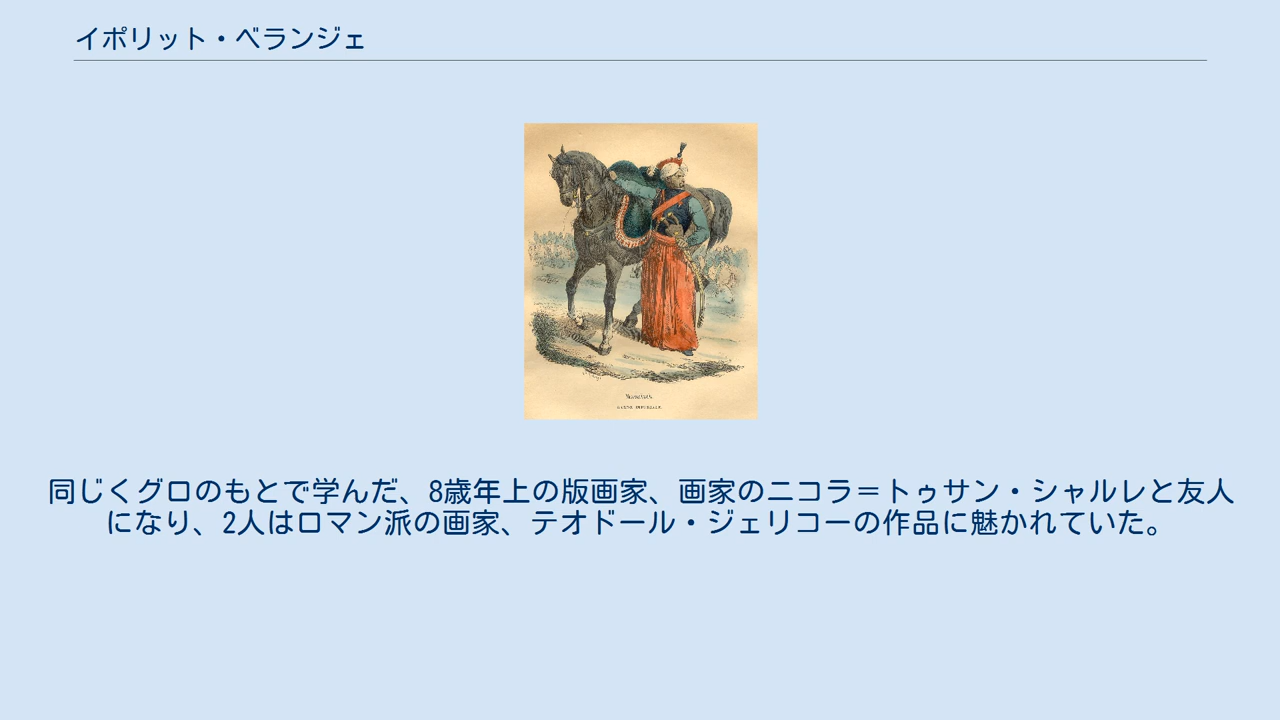 イポリット・ベランジェ
Mameluck
GARDE IMPÉRIALE
同じくグロのもとで学んだ、8歳年上の版画家、画家のニコラ＝トゥサン・シャルレと友人
になり、2人はロマン派の画家、テオドール・ジェリコーの作品に魅かれていた。